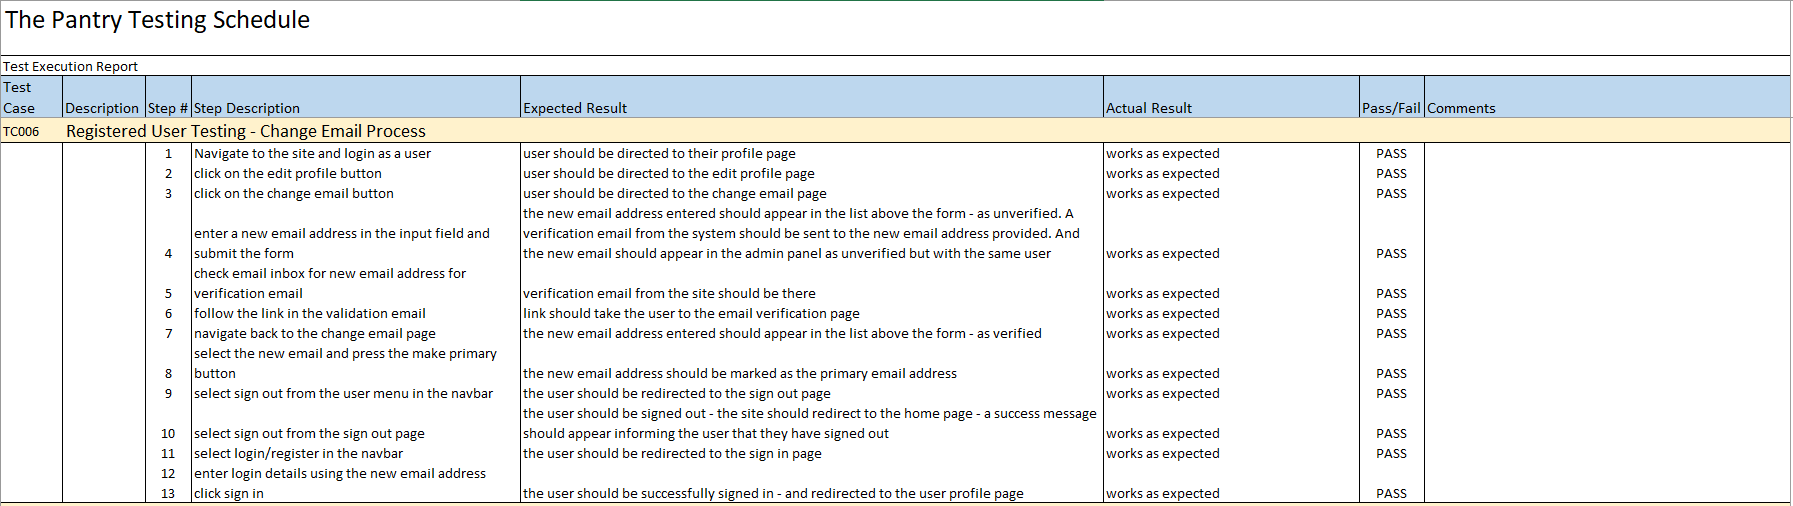 The Pantry Testing Schedule
Test Execution Report
Test Case Description Step # Step Description Expected Result Actual Result Pass/Fail Comments
TC006 Registered User Testing - Change Email Process
1 Navigate to the site and login as a user user should be directed to their profile page works as expected PASS
2 click on the edit profile button user should be directed to the edit profile page works as expected PASS
3 click on the change email button user should be directed to the change email page works as expected PASS
4 enter a new email address in the input field and submit the form the new email address entered should appear in the list above the form - as unverified. A verification email from the system should be sent to the new email address provided. And the new email should appear in the admin panel as unverified but with the same user works as expected PASS
5 check email inbox for new email address for verification email verification email from the site should be there works as expected PASS
6 follow the link in the validation email link should take the user to the email verification page works as expected PASS
7 navigate back to the change email page the new email address entered should appear in the list above the form - as verified works as expected PASS
8 select the new email and press the make primary button the new email address should be marked as the primary email address works as expected PASS
9 select sign out from the user menu in the navbar the user should be redirected to the sign out page works as expected PASS
10 select sign out from the sign out page the user should be signed out - the site should redirect to the home page - a success message should appear informing the user that they have signed out works as expected PASS
11 select login/register in the navbar the user should be redirected to the sign in page works as expected PASS
12 enter login details using the new email address
13 click sign in the user should be successfully signed in - and redirected to the user profile page works as expected PASS